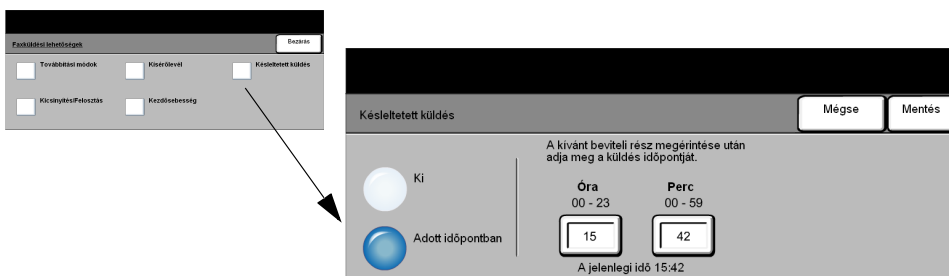 Faxküldési lehetőségek
Bezárás
Továbbítási módok
Kísérőlevél
Késleltetett küldés
Kicsinyítés/Felosztás
Kezdősebesség
Késleltetett küldés
Mégse
Mentés
A kívánt beviteli rész megérintése után
adja meg a küldés időpontját.
Ki
Óra
Perc
00 - 23
00 - 59
Adott időpontban
15
42
A jelenlegi idő 15:42